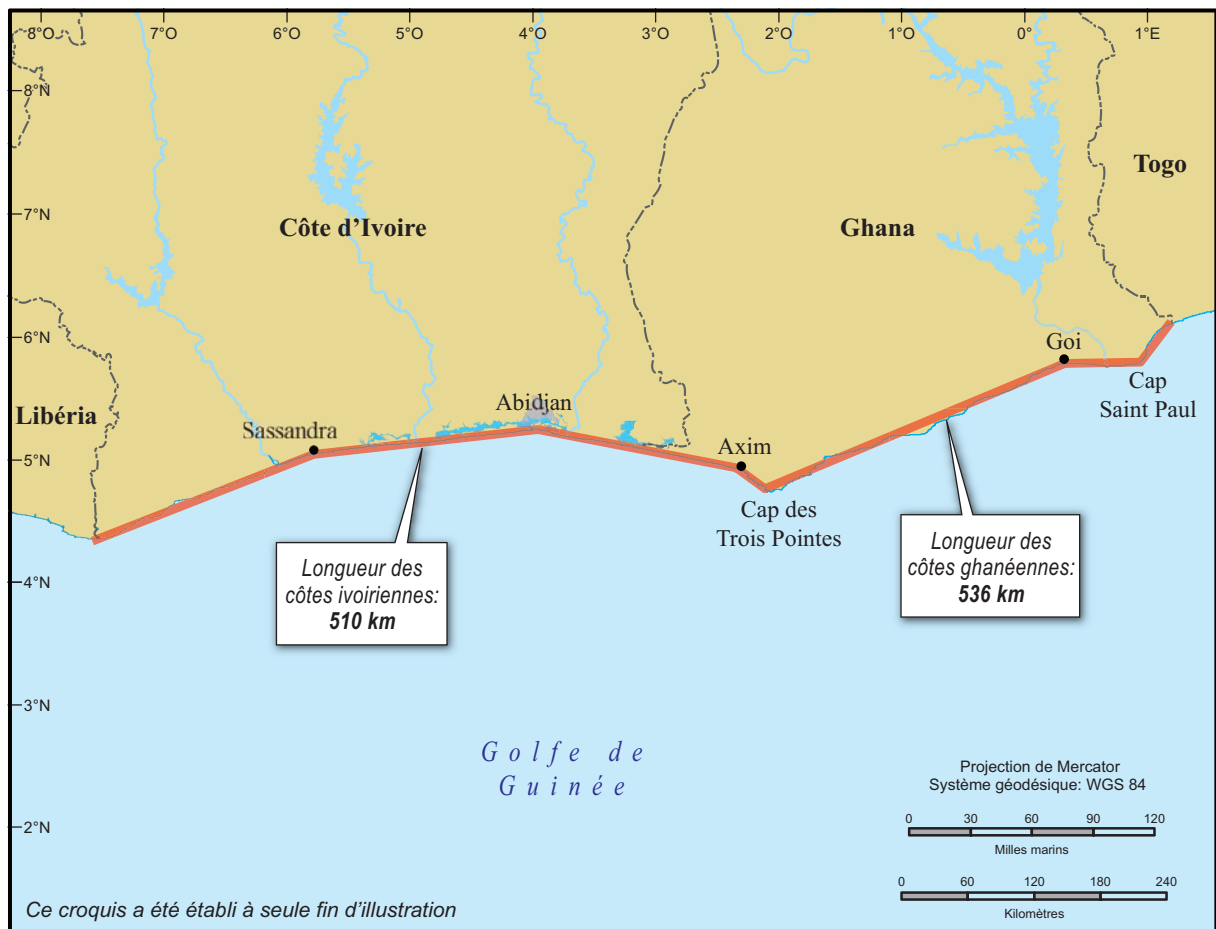 8°O 7°O 6°O 5°O 4°O 3°O 2°O 1°O 0° 1°E
8°N
Togo
7°N
Côte d'Ivoire
Ghana
6°N
Goi
Cap
Saint Paul
Abidjan
Libéria
Sassandra
5°N
Axim
Cap des
Trois Pointes
Longueur des
côtes ivoiriennes:
510 km
Longueur des
côtes ghanéennes:
536 km
4°N
3°N
Golfe de
Guinée
Projection de Mercator
Système géodésique: WGS 84
0 30 60 90 120
Milles marins
2°N
0 60 120 180 240
Kilomètres
Ce croquis a été établi à seule fin d'illustration